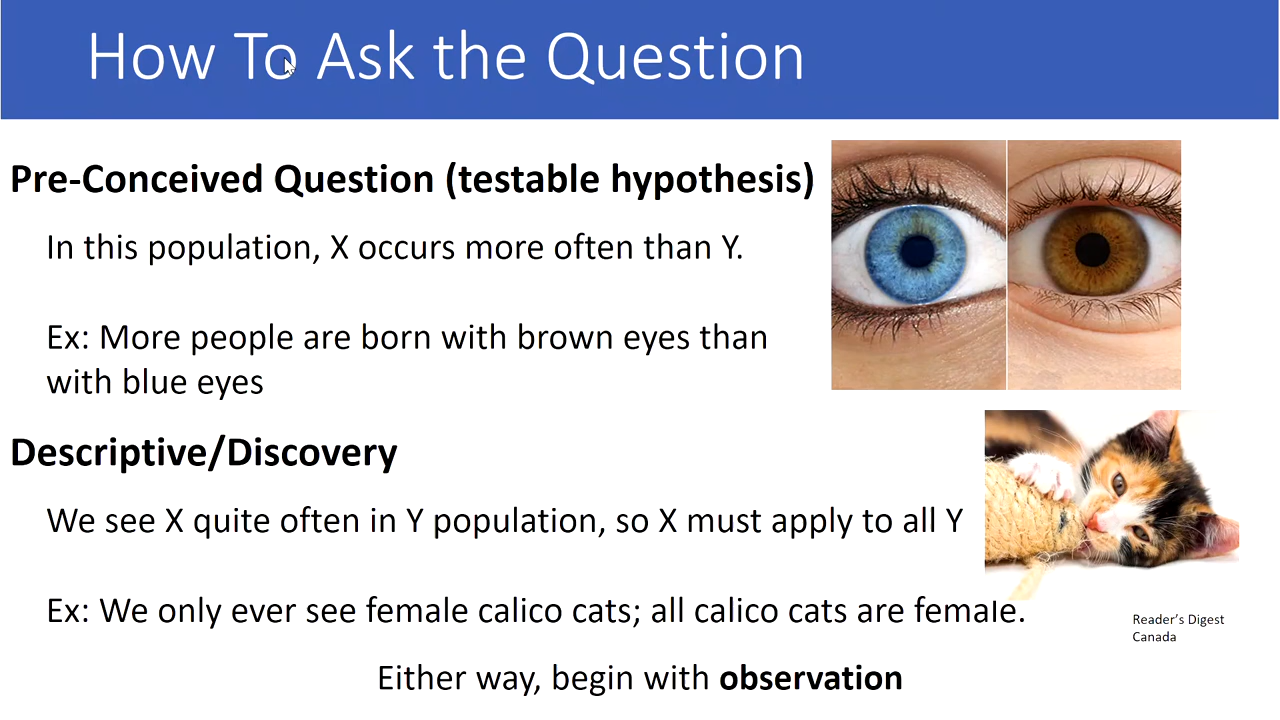 How To Ask the Question
Pre-Conceived Question (testable hypothesis)
In this population, X occurs more often than Y.
Ex: More people are born with brown eyes than
with blue eyes
Descriptive/Discovery
We see X quite often in Y population, so X must apply to all Y
Ex: We only ever see female calico cats; all calico cats are female.
Reader's Digest
Canada
Either way, begin with observation